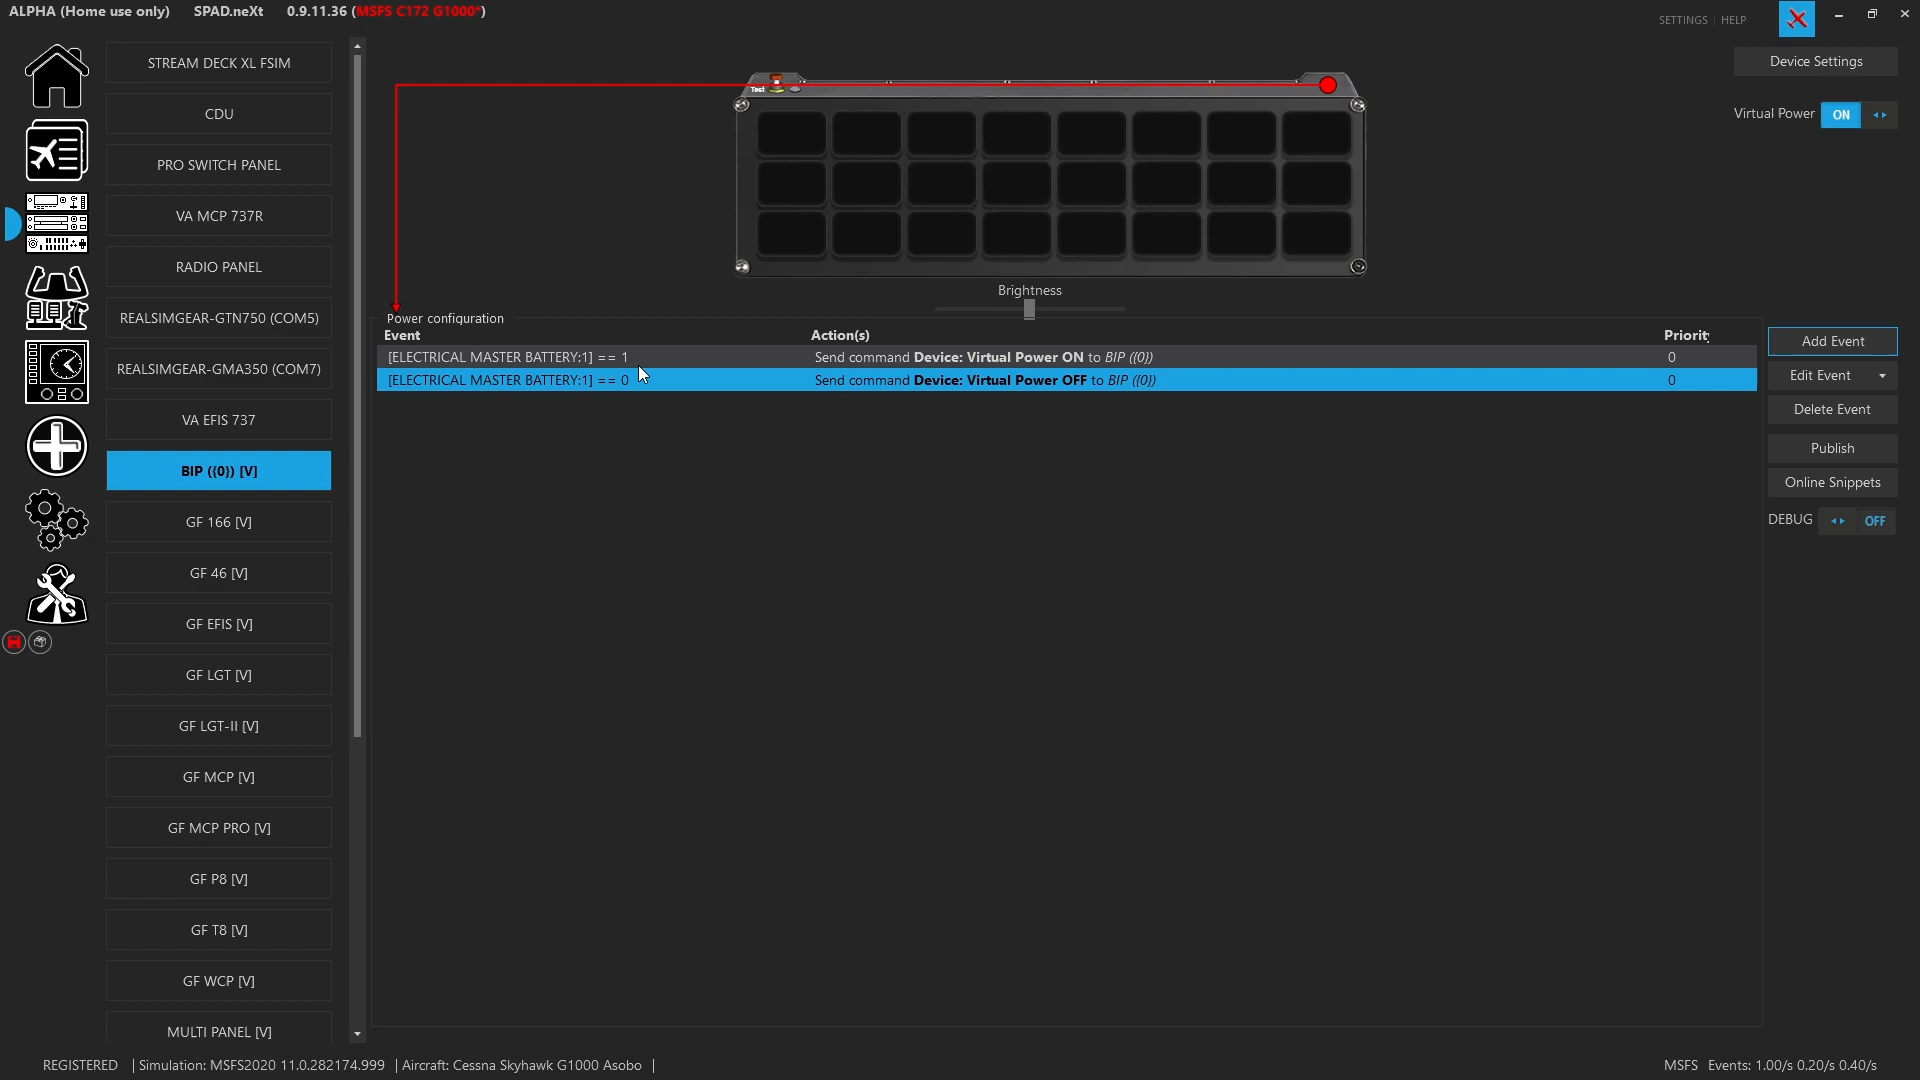 ALPHA (Home use only) SPAD.neXt 0.9.11.36 (MSFS C172 G1000*)
SETTINGS | HELP
STREAM DECK XL FSIM
CDU
PRO SWITCH PANEL
VA MCP 737R
RADIO PANEL
REALSIMGEAR-GTN750 (COM5)
REALSIMGEAR-GMA350 (COM7)
VA EFIS 737
BIP ({0}) [V]
GF 166 [V]
GF 46 [V]
GF EFIS [V]
GF LGT [V]
GF LGT-II [V]
GF MCP [V]
GF MCP PRO [V]
GF P8 [V]
GF T8 [V]
GF WCP [V]
MULTI PANEL [V]
Test
Brightness
Device Settings
Virtual Power ON
Power configuration
Event Action(s) Priority
[ELECTRICAL MASTER BATTERY:1] == 1 Send command Device: Virtual Power ON to BIP ({0}) 0
[ELECTRICAL MASTER BATTERY:1] == 0 Send command Device: Virtual Power OFF to BIP ({0}) 0
Add Event
Edit Event
Delete Event
Publish
Online Snippets
DEBUG OFF
REGISTERED | Simulation: MSFS2020 11.0.282174.999 | Aircraft: Cessna Skyhawk G1000 Asobo |
MSFS Events: 1.00/s 0.20/s 0.40/s